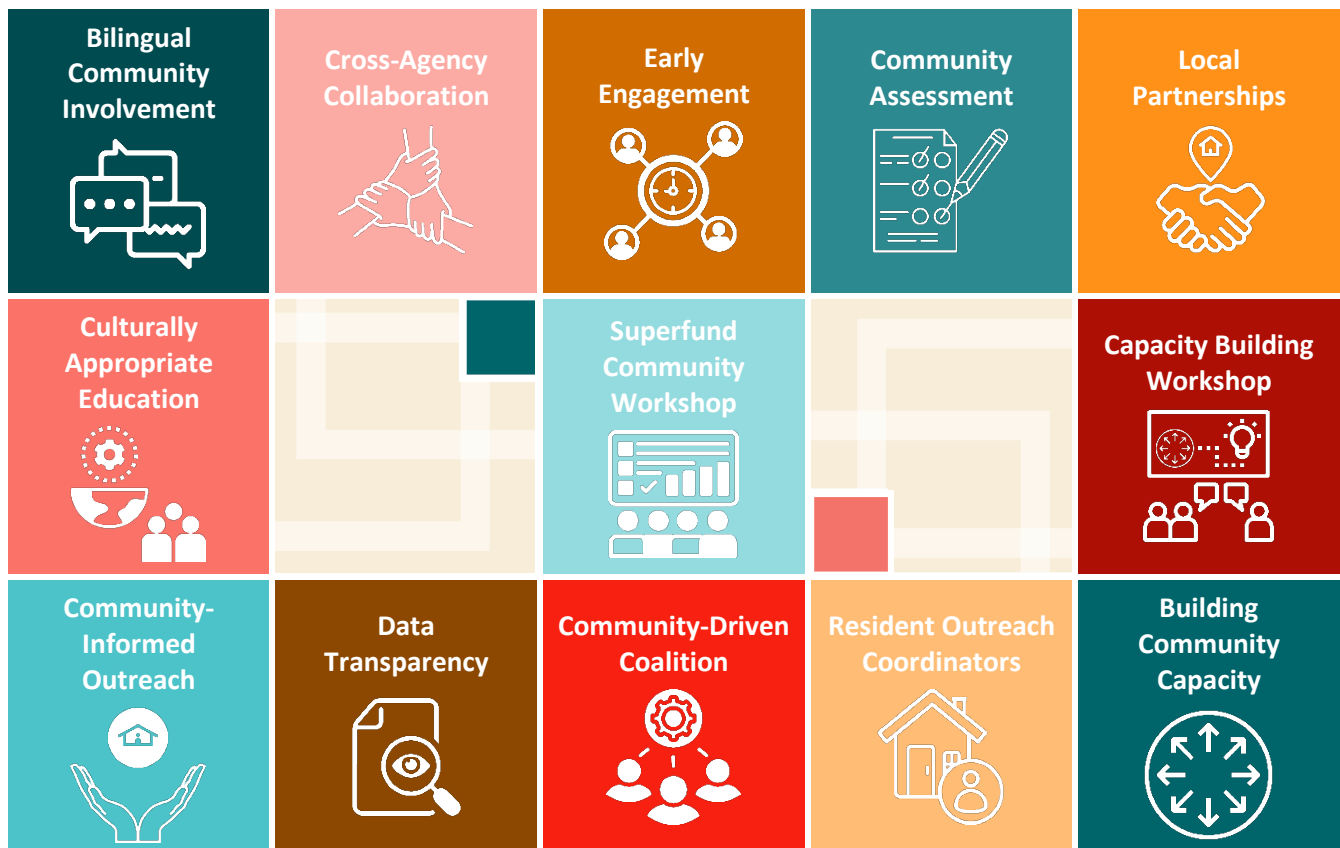 Bilingual
Community
Involvement
Cross-Agency
Collaboration
Early
Engagement
Community
Assessment
Local
Partnerships
Culturally
Appropriate
Education
Superfund
Community
Workshop
Capacity Building
Workshop
Community-
Informed
Outreach
Data
Transparency
Community-Driven
Coalition
Resident Outreach
Coordinators
Building
Community
Capacity